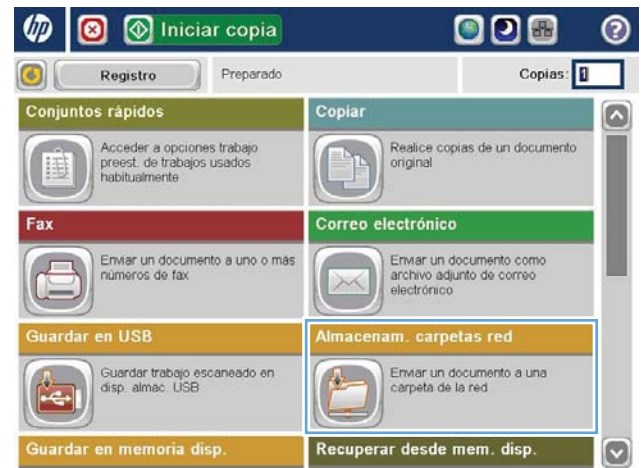 hp
Iniciar copia
?
Registro
Preparado
Copias: 1
Conjuntos rápidos
Acceder a opciones trabajo
preest. de trabajos usados
habitualmente
Copiar
Realice copias de un documento
original
Fax
Enviar un documento a uno o más
números de fax
Correo electrónico
Enviar un documento como
archivo adjunto de correo
electrónico
Guardar en USB
Guardar trabajo escaneado en
disp. almac. USB
Almacenam. carpetas red
Enviar un documento a una
carpeta de la red
Guardar en memoria disp.
Recuperar desde mem. disp.